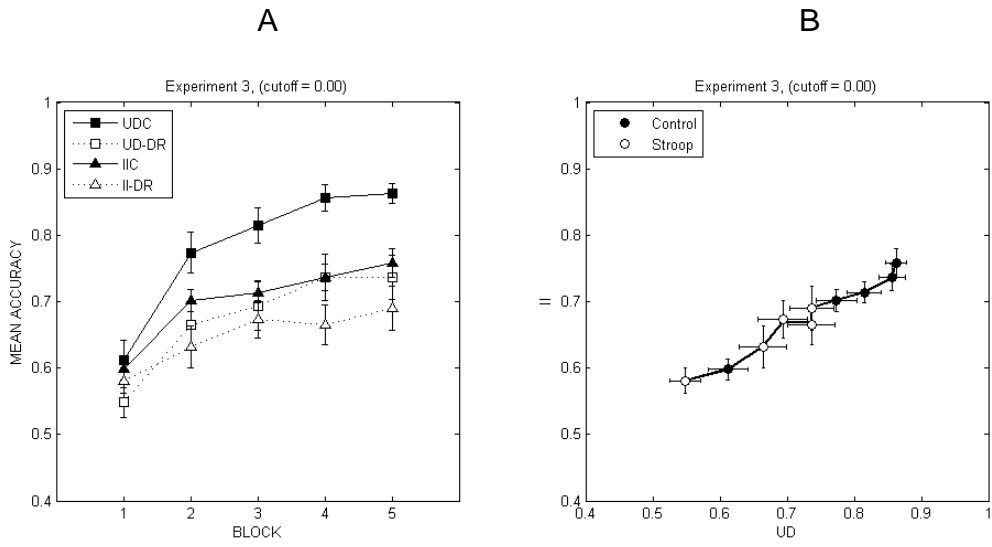 A
Experiment 3, (cutoff = 0.00)
1
0.9
0.8
0.7
0.6
0.5
0.4
MEAN ACCURACY
UDC
UD-DR
IIC
II-DR
1 2 3 4 5
BLOCK
B
Experiment 3, (cutoff = 0.00)
1
0.9
0.8
0.7
0.6
0.5
0.4
II
Control
Stroop
0.4 0.5 0.6 0.7 0.8 0.9 1
UD